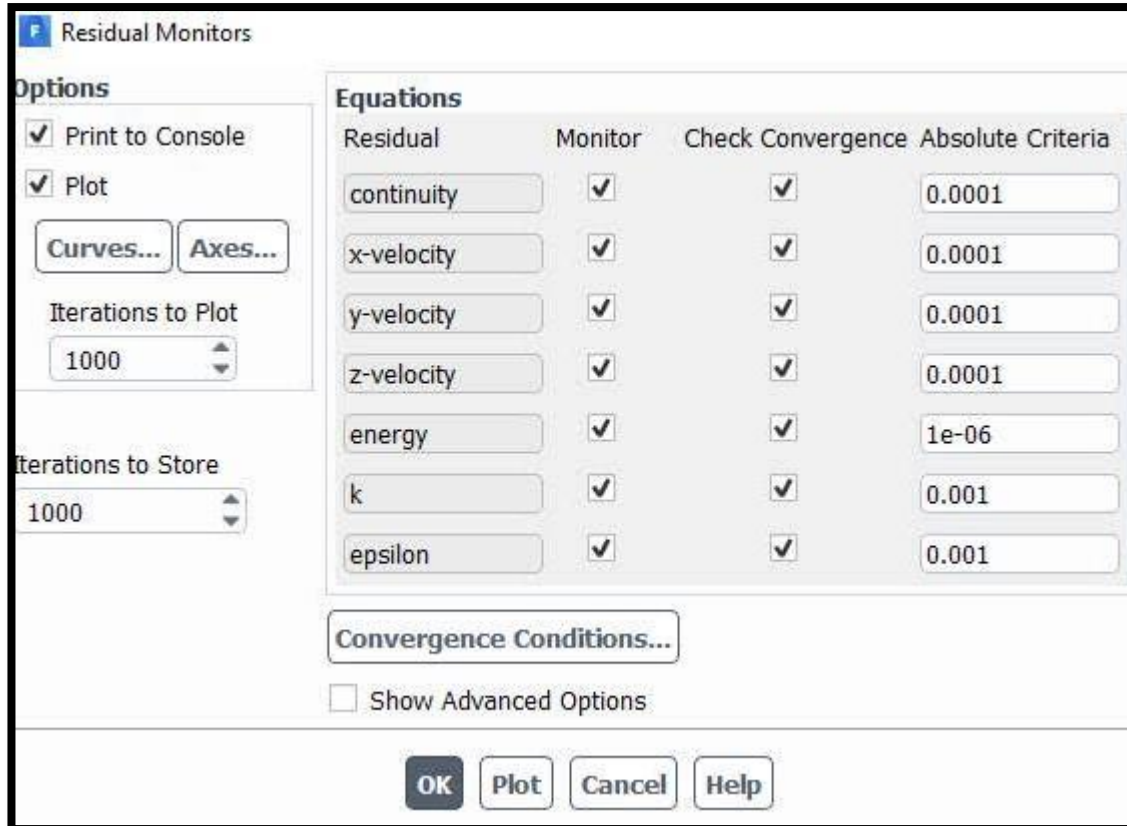 F Residual Monitors
Options
Print to Console
Plot
Curves... Axes...
Iterations to Plot
1000
Iterations to Store
1000
Equations
Residual Monitor Check Convergence Absolute Criteria
continuity 0.0001
x-velocity 0.0001
y-velocity 0.0001
z-velocity 0.0001
energy 1e-06
k 0.001
epsilon 0.001
Convergence Conditions...
Show Advanced Options
OK Plot Cancel Help